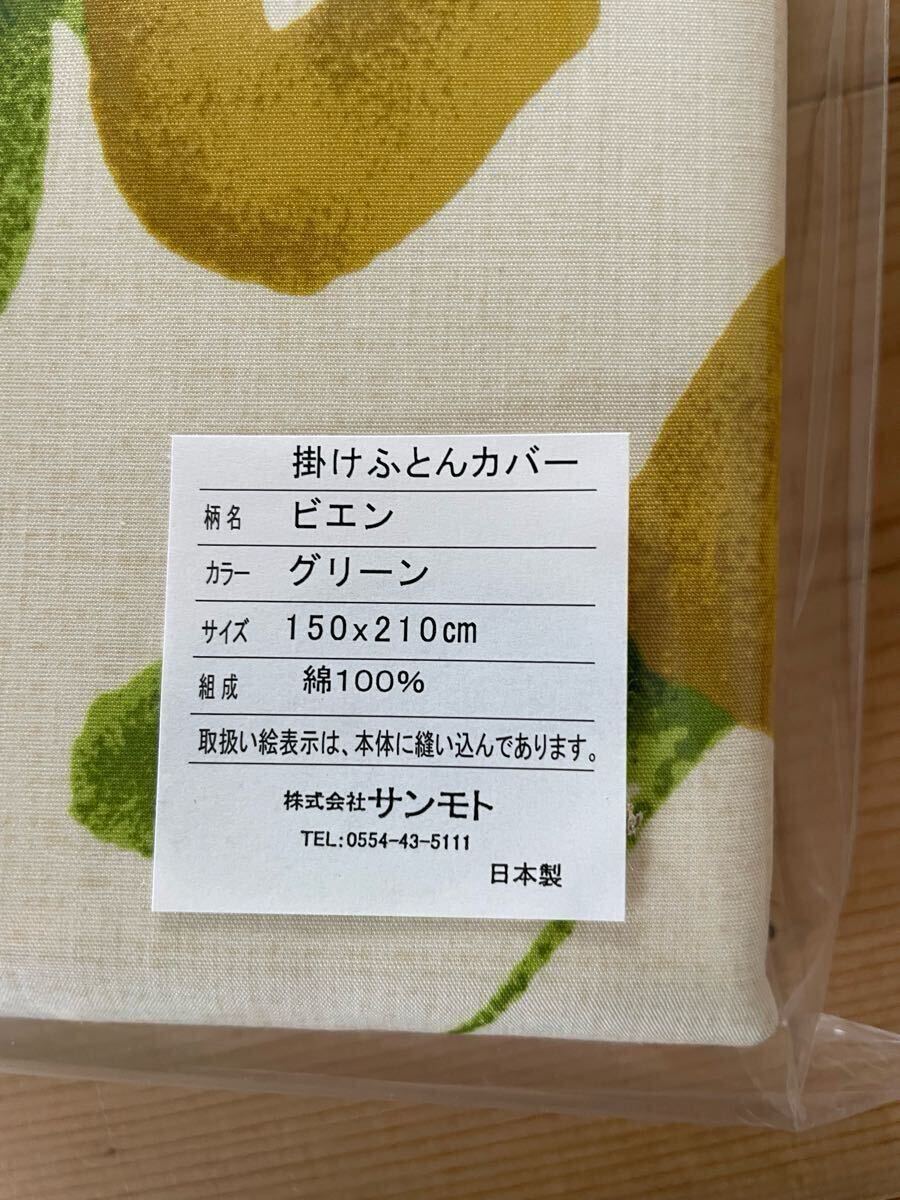 掛けふとんカバー
柄名 ビエン
カラー グリーン
サイズ 150x210cm
組成 綿100%
取扱い絵表示は、本体に縫い込んであります。
株式会社サンモト
TEL:0554-43-5111
日本製